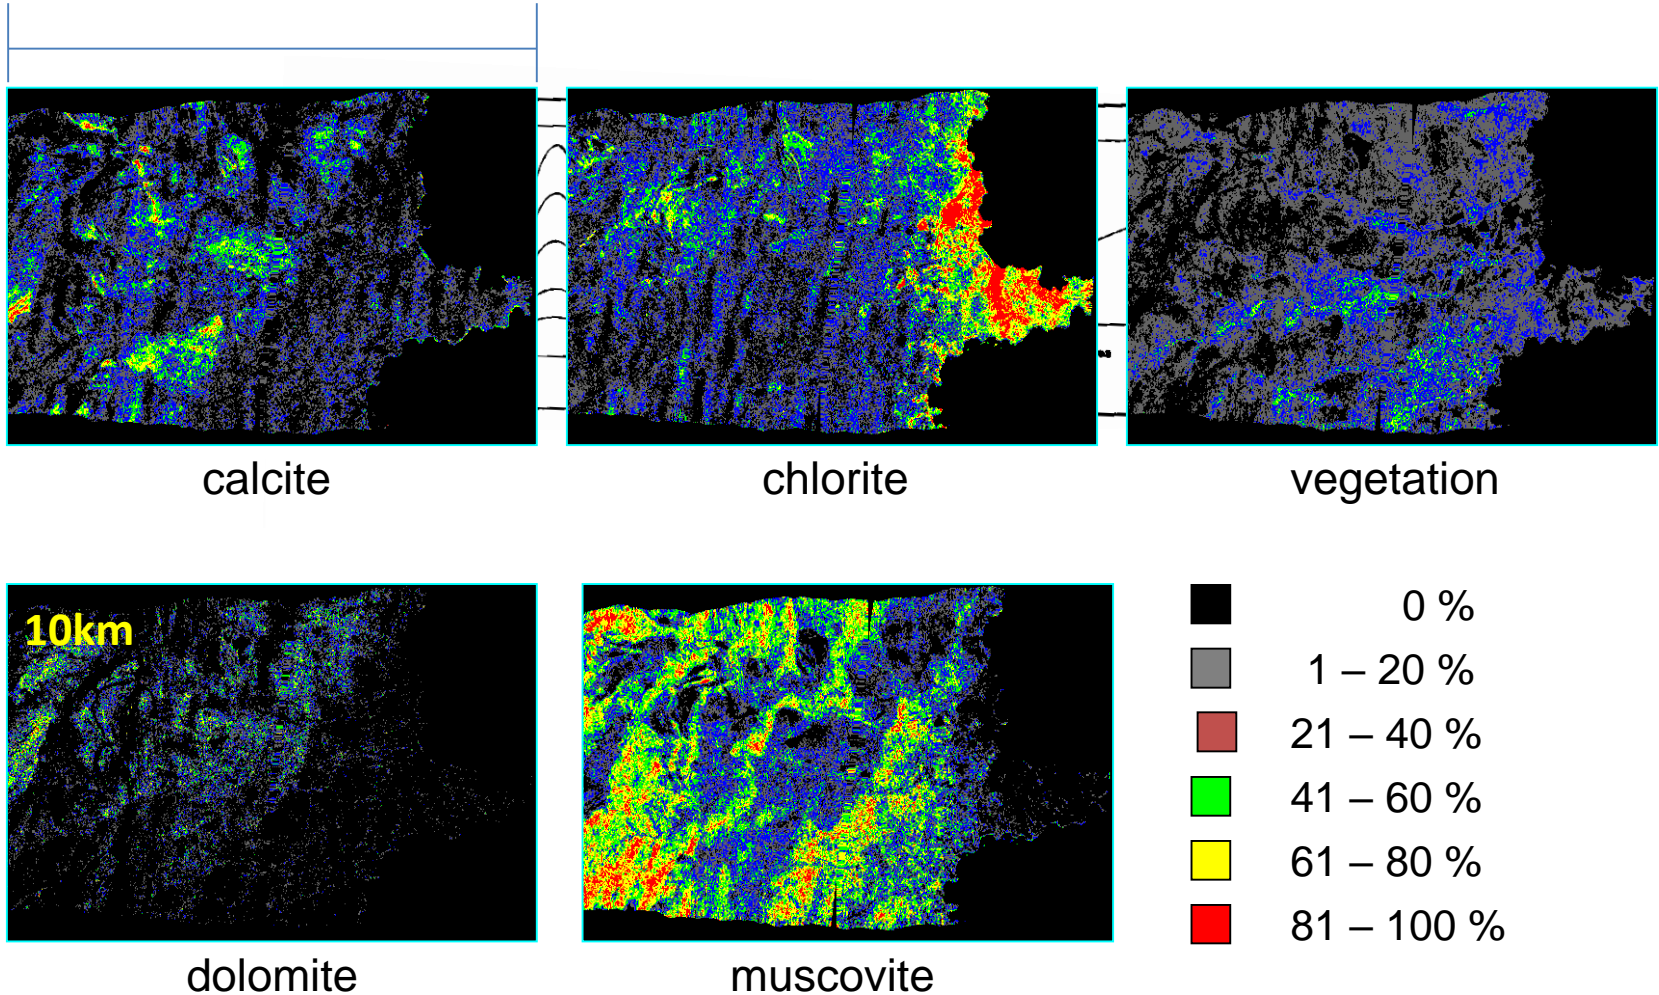 calcite
chlorite
vegetation
10km
dolomite
muscovite
0 %
1 – 20 %
21 – 40 %
41 – 60 %
61 – 80 %
81 – 100 %